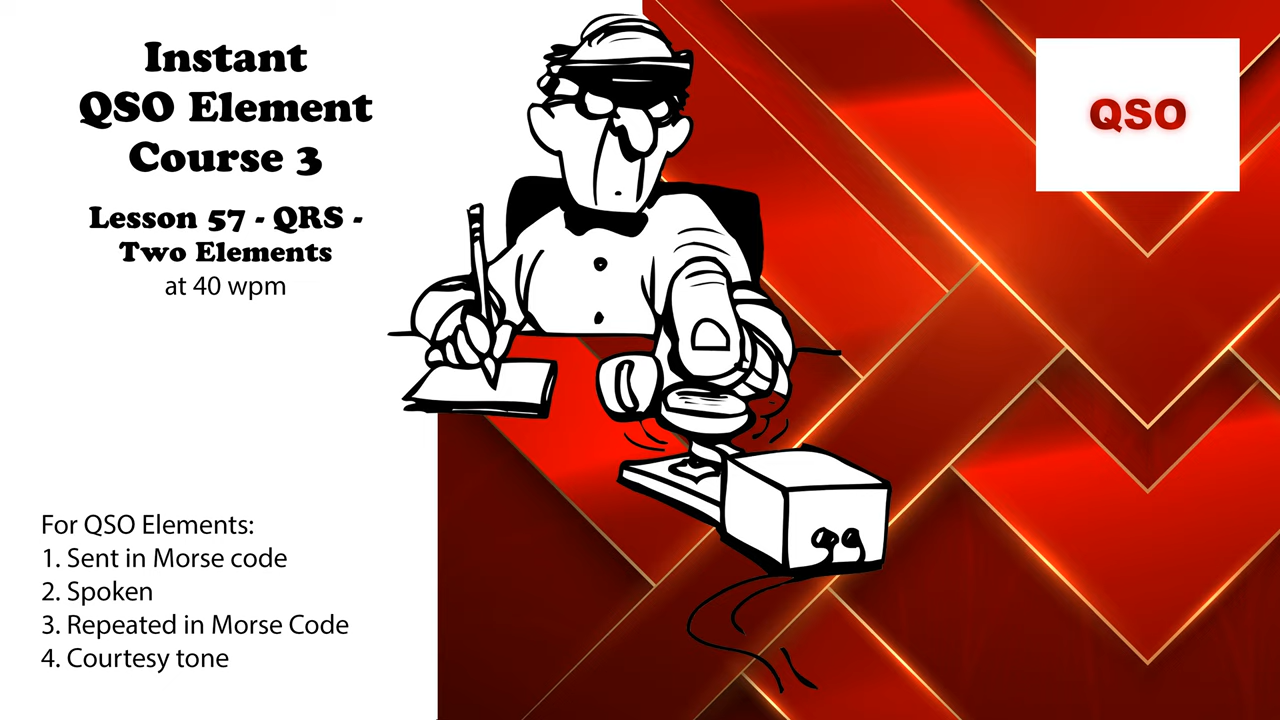 Instant
QSO Element
Course 3
Lesson 57 - QRS -
Two Elements
at 40 wpm
QSO
For QSO Elements:
1. Sent in Morse code
2. Spoken
3. Repeated in Morse Code
4. Courtesy tone